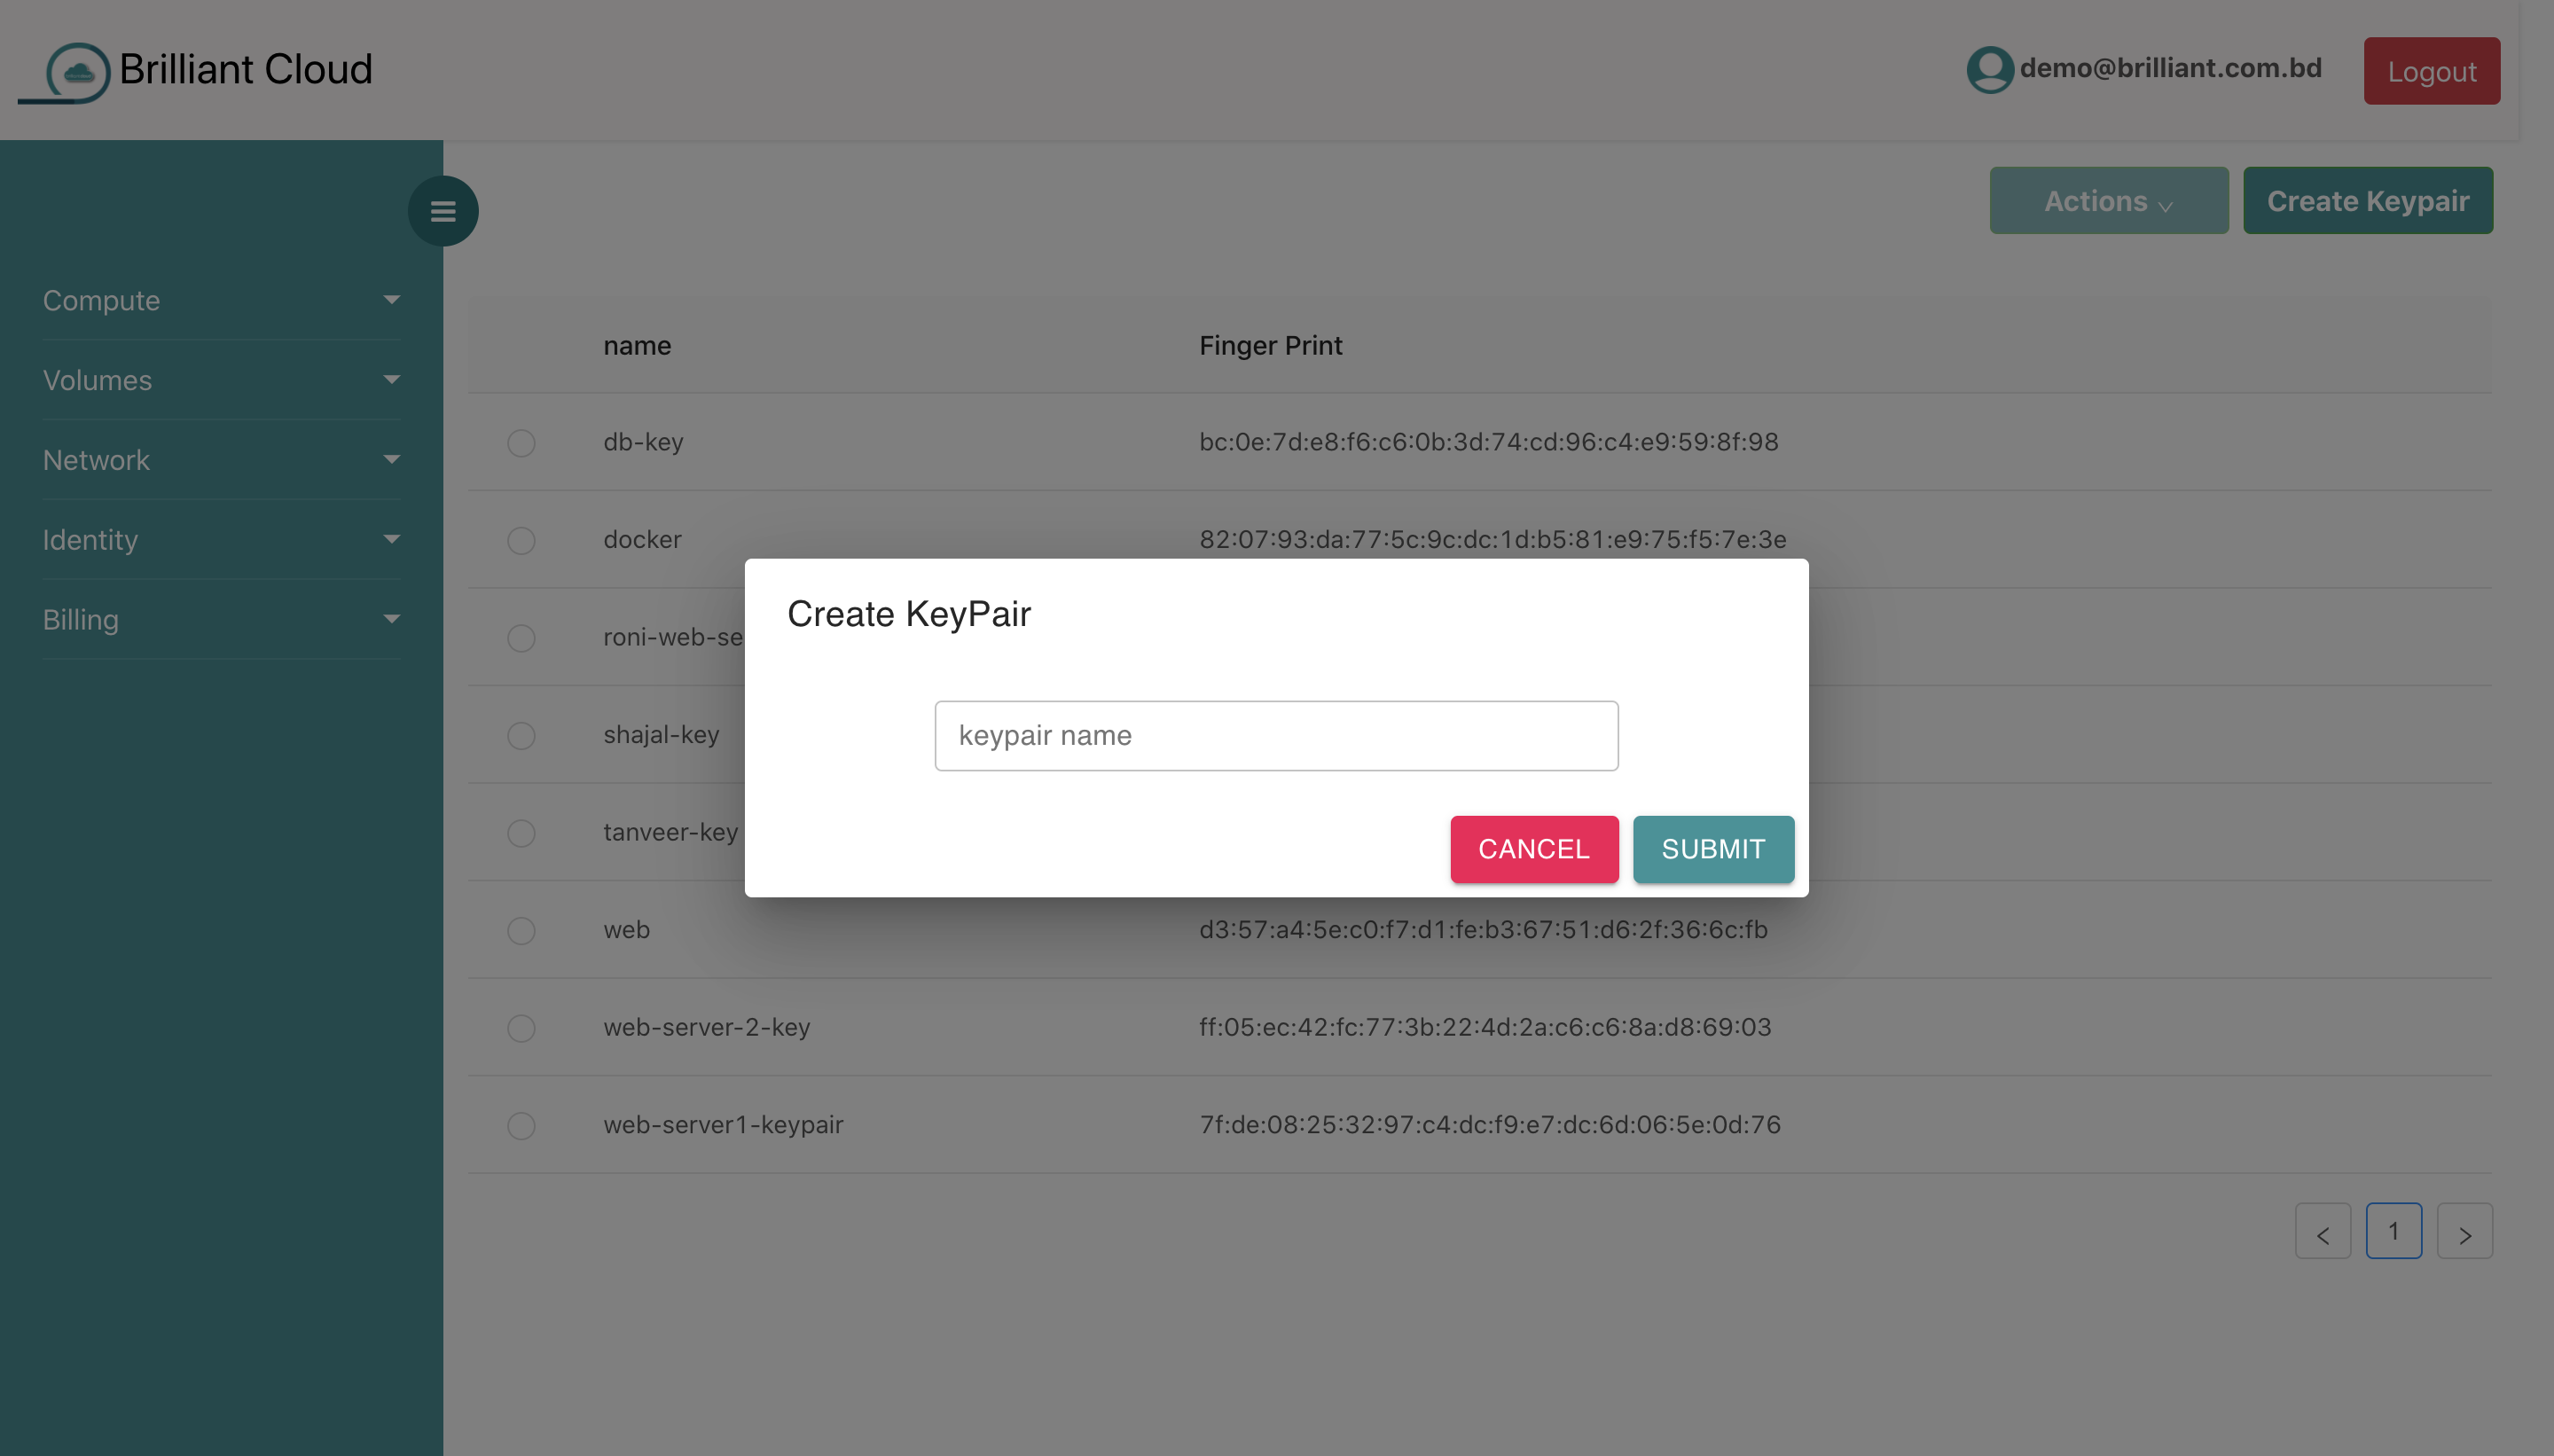 Brilliant Cloud
demo@brilliant.com.bd
Logout
Actions
Create Keypair
Compute
Volumes
Network
Identity
Billing
name Finger Print
db-key bc:0e:7d:e8:f6:c6:0b:3d:74:cd:96:c4:e9:59:8f:98
docker 82:07:93:da:77:5c:9c:dc:1d:b5:81:e9:75:f5:7e:3e
roni-web-se
shajal-key
tanveer-key
web d3:57:a4:5e:c0:f7:d1:fe:b3:67:51:d6:2f:36:6c:fb
web-server-2-key ff:05:ec:42:fc:77:3b:22:4d:2a:c6:c6:8a:d8:69:03
web-server1-keypair 7f:de:08:25:32:97:c4:dc:f9:e7:dc:6d:06:5e:0d:76
Create KeyPair
keypair name
CANCEL
SUBMIT
< 1 >